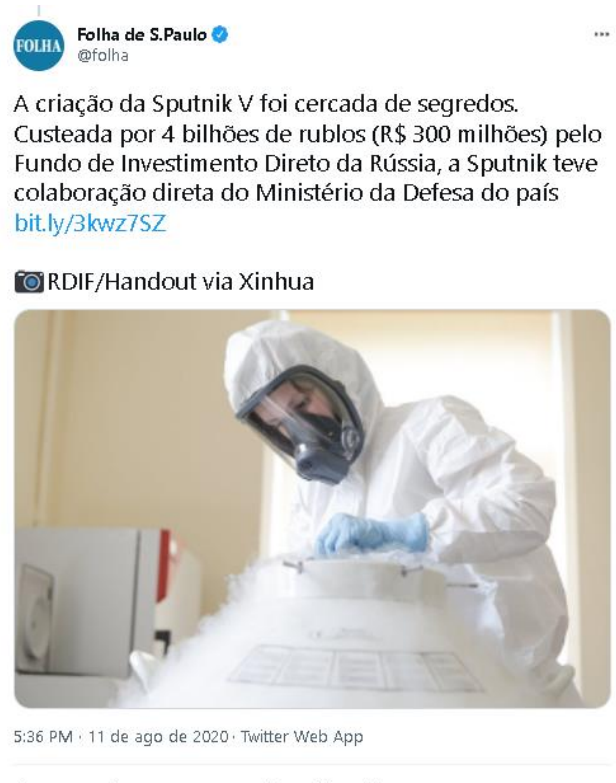 Folha de S.Paulo
FOLHA
@folha
A criação da Sputnik V foi cercada de segredos.
Custeada por 4 bilhões de rublos (R$ 300 milhões) pelo
Fundo de Investimento Direto da Rússia, a Sputnik teve
colaboração direta do Ministério da Defesa do país
bit.ly/3kwz7SZ
📷RDIF/Handout via Xinhua
5:36 PM · 11 de ago de 2020 · Twitter Web App